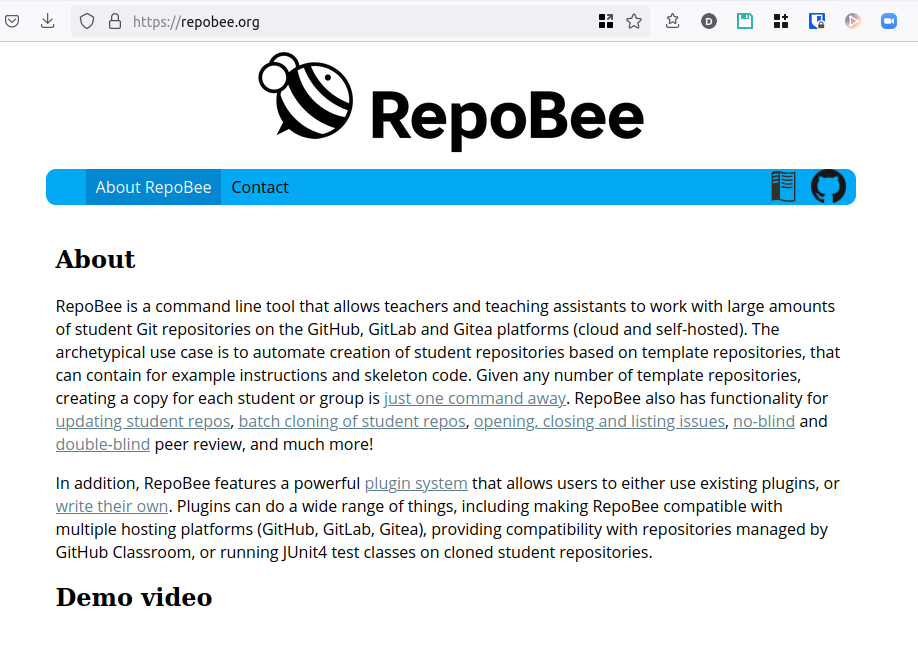 https://repobee.org
D
RepoBee
About RepoBee Contact
About
RepoBee is a command line tool that allows teachers and teaching assistants to work with large amounts
of student Git repositories on the GitHub, GitLab and Gitea platforms (cloud and self-hosted). The
archetypical use case is to automate creation of student repositories based on template repositories, that
can contain for example instructions and skeleton code. Given any number of template repositories,
creating a copy for each student or group is just one command away. RepoBee also has functionality for
updating student repos, batch cloning of student repos, opening, closing and listing issues, no-blind and
double-blind peer review, and much more!
In addition, RepoBee features a powerful plugin system that allows users to either use existing plugins, or
write their own. Plugins can do a wide range of things, including making RepoBee compatible with
multiple hosting platforms (GitHub, GitLab, Gitea), providing compatibility with repositories managed by
GitHub Classroom, or running JUnit4 test classes on cloned student repositories.
Demo video